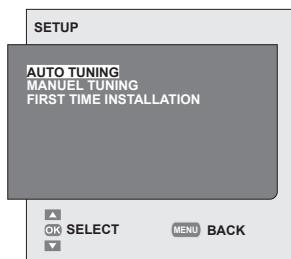 SETUP
AUTO TUNING
MANUEL TUNING
FIRST TIME INSTALLATION
OK SELECT MENU BACK